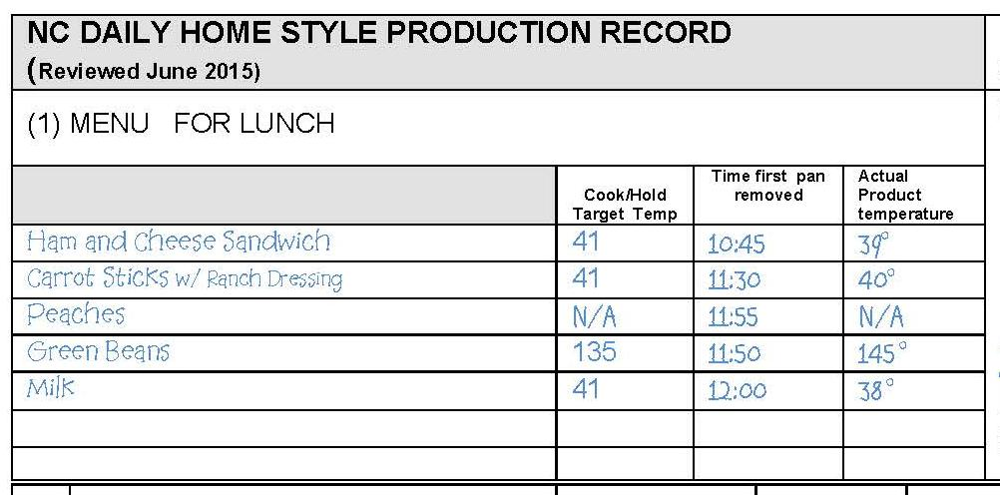 NC DAILY HOME STYLE PRODUCTION RECORD
(Reviewed June 2015)
(1) MENU FOR LUNCH
Cook/Hold Target Temp Time first pan removed Actual Product temperature
Ham and Cheese Sandwich 41 10:45 39°
Carrot Sticks w/ Ranch Dressing 41 11:30 40°
Peaches N/A 11:55 N/A
Green Beans 135 11:50 145°
Milk 41 12:00 38°